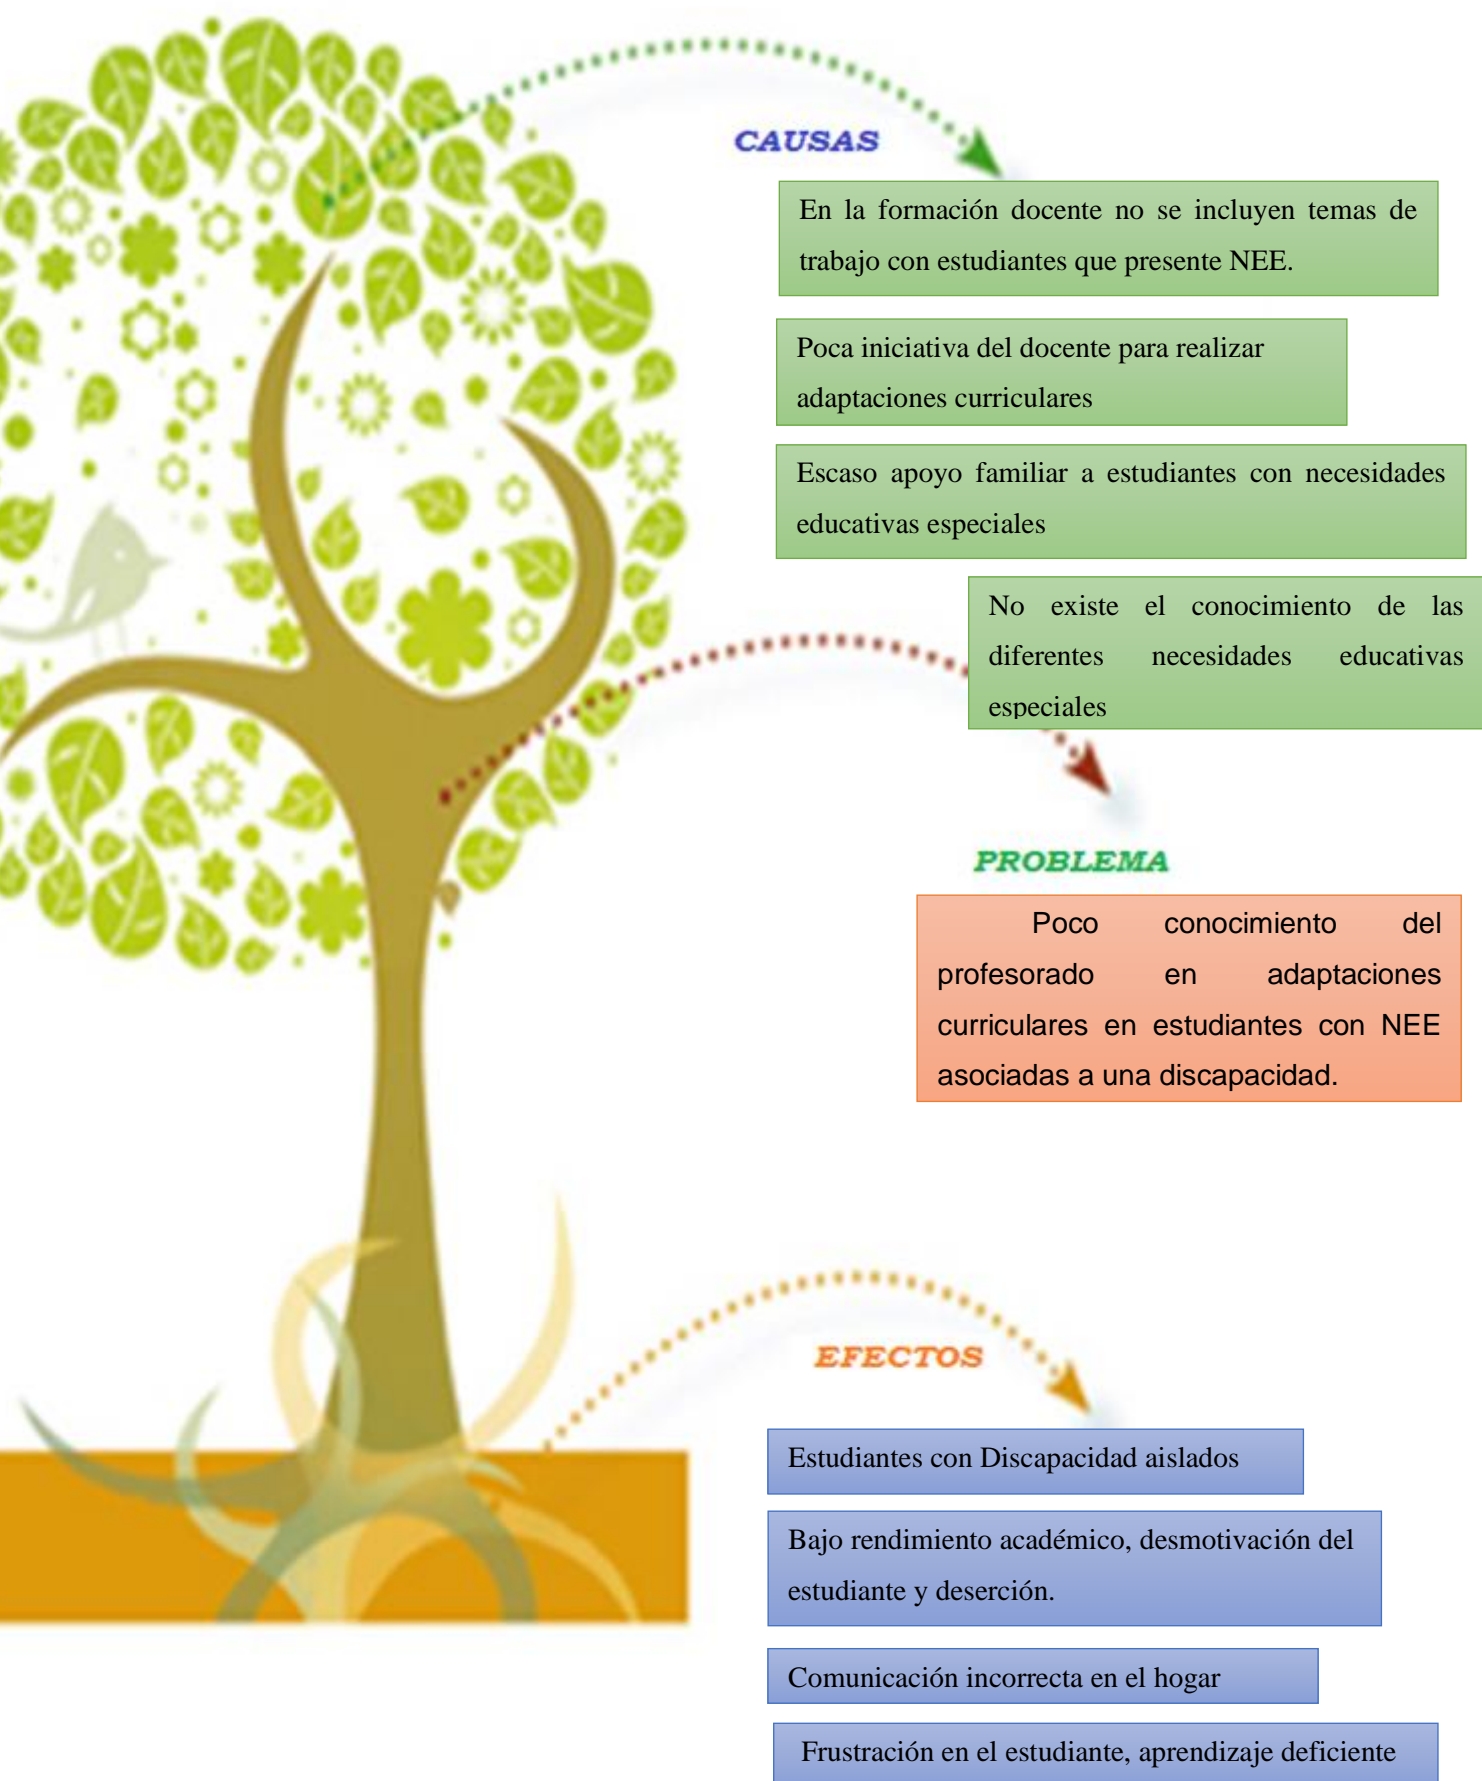 CAUSAS
En la formación docente no se incluyen temas de
trabajo con estudiantes que presente NEE.
Poca iniciativa del docente para realizar
adaptaciones curriculares
Escaso apoyo familiar a estudiantes con necesidades
educativas especiales
No existe el conocimiento de las
diferentes necesidades educativas
especiales
PROBLEMA
Poco conocimiento del
profesorado en adaptaciones
curriculares en estudiantes con NEE
asociadas a una discapacidad.
EFECTOS
Estudiantes con Discapacidad aislados
Bajo rendimiento académico, desmotivación del
estudiante y deserción.
Comunicación incorrecta en el hogar
Frustración en el estudiante, aprendizaje deficiente